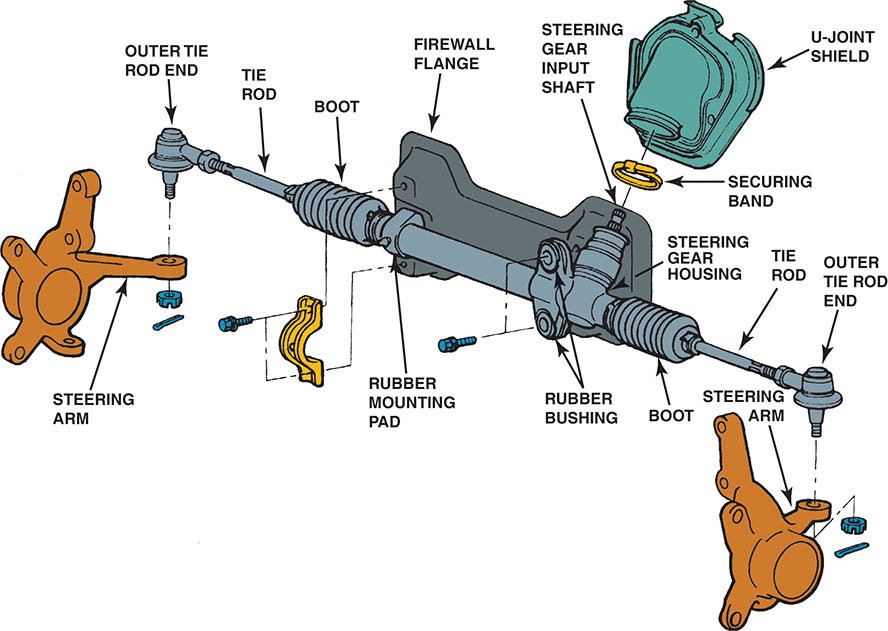 OUTER TIE
ROD END
TIE
ROD
BOOT
FIREWALL
FLANGE
STEERING
GEAR
INPUT
SHAFT
U-JOINT
SHIELD
SECURING
BAND
STEERING
GEAR
HOUSING
TIE
ROD
OUTER
TIE ROD
END
STEERING
ARM
RUBBER
MOUNTING
PAD
RUBBER
BUSHING
BOOT
STEERING
ARM